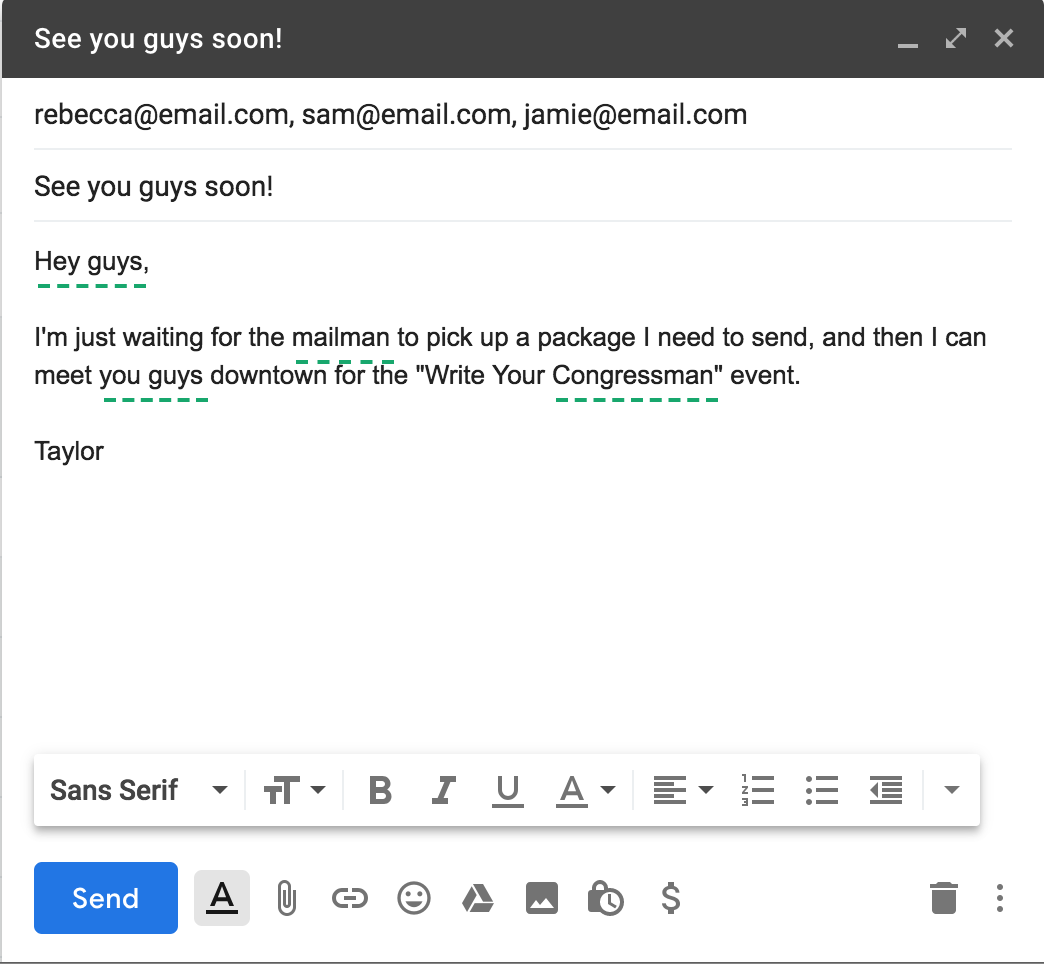 See you guys soon!
rebecca@email.com, sam@email.com, jamie@email.com
See you guys soon!
Hey guys,
I'm just waiting for the mailman to pick up a package I need to send, and then I can
meet you guys downtown for the "Write Your Congressman" event.
Taylor
Sans Serif
Send